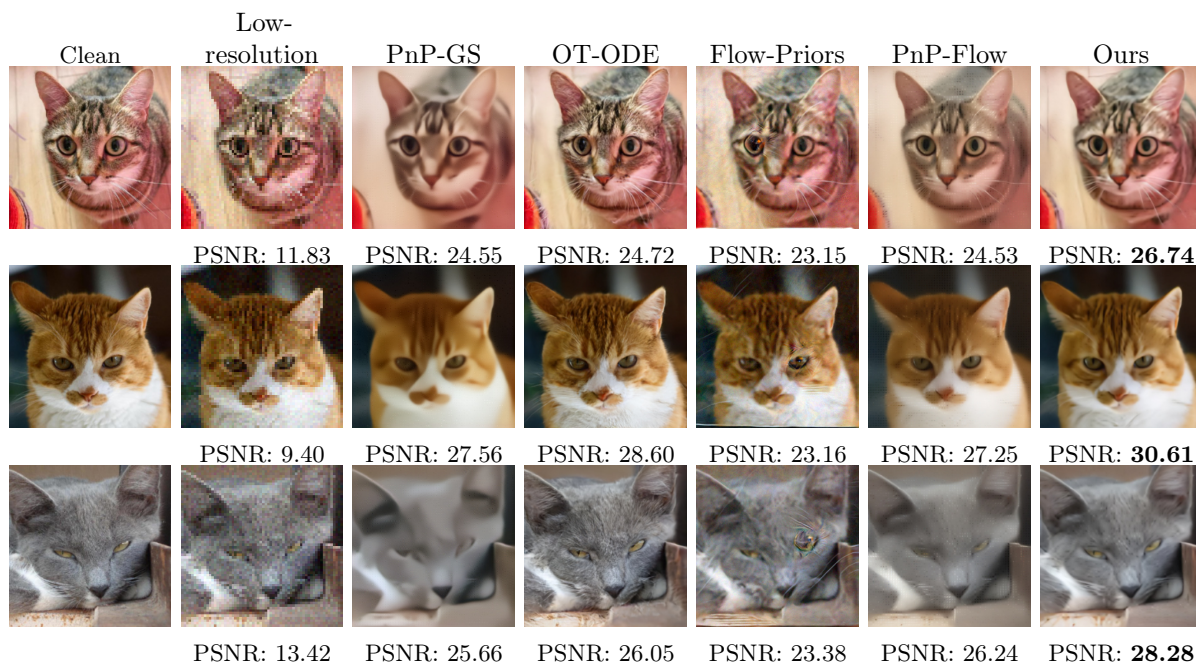 Clean Low-resolution PnP-GS OT-ODE Flow-Priors PnP-Flow Ours
PSNR: 11.83 PSNR: 24.55 PSNR: 24.72 PSNR: 23.15 PSNR: 24.53 PSNR: 26.74
PSNR: 9.40 PSNR: 27.56 PSNR: 28.60 PSNR: 23.16 PSNR: 27.25 PSNR: 30.61
PSNR: 13.42 PSNR: 25.66 PSNR: 26.05 PSNR: 23.38 PSNR: 26.24 PSNR: 28.28